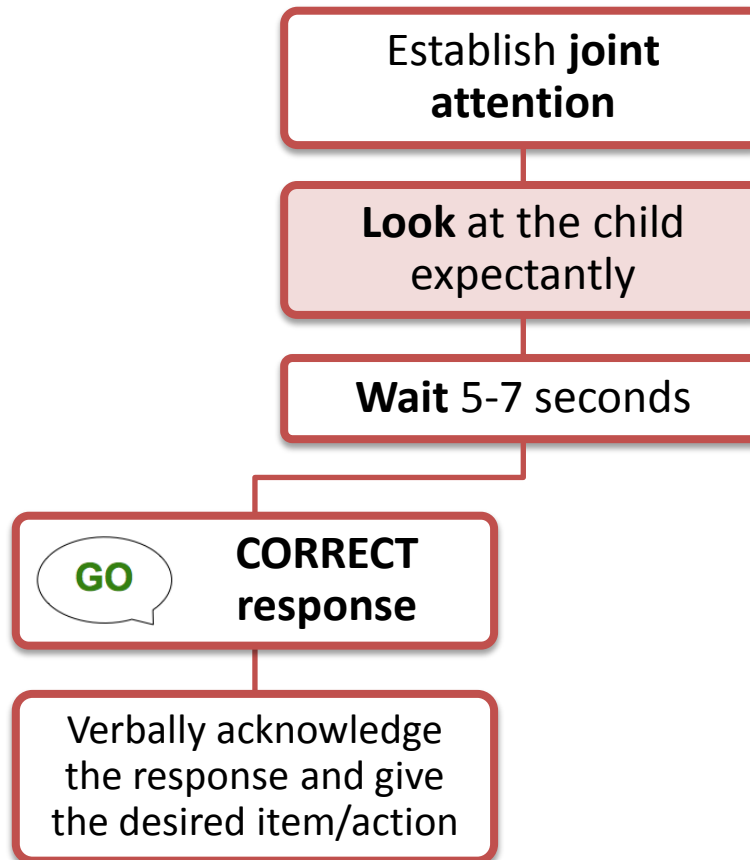 Establish joint
attention
Look at the child
expectantly
Wait 5-7 seconds
GO
CORRECT
response
Verbally acknowledge
the response and give
the desired item/action